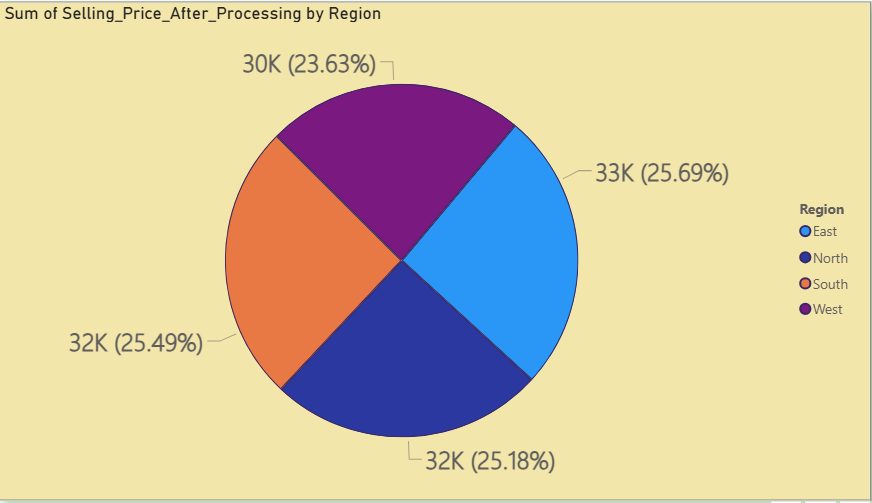 Sum of Selling_Price_After_Processing by Region
30K (23.63%)
33K (25.69%)
32K (25.49%)
32K (25.18%)
Region
East
North
South
West